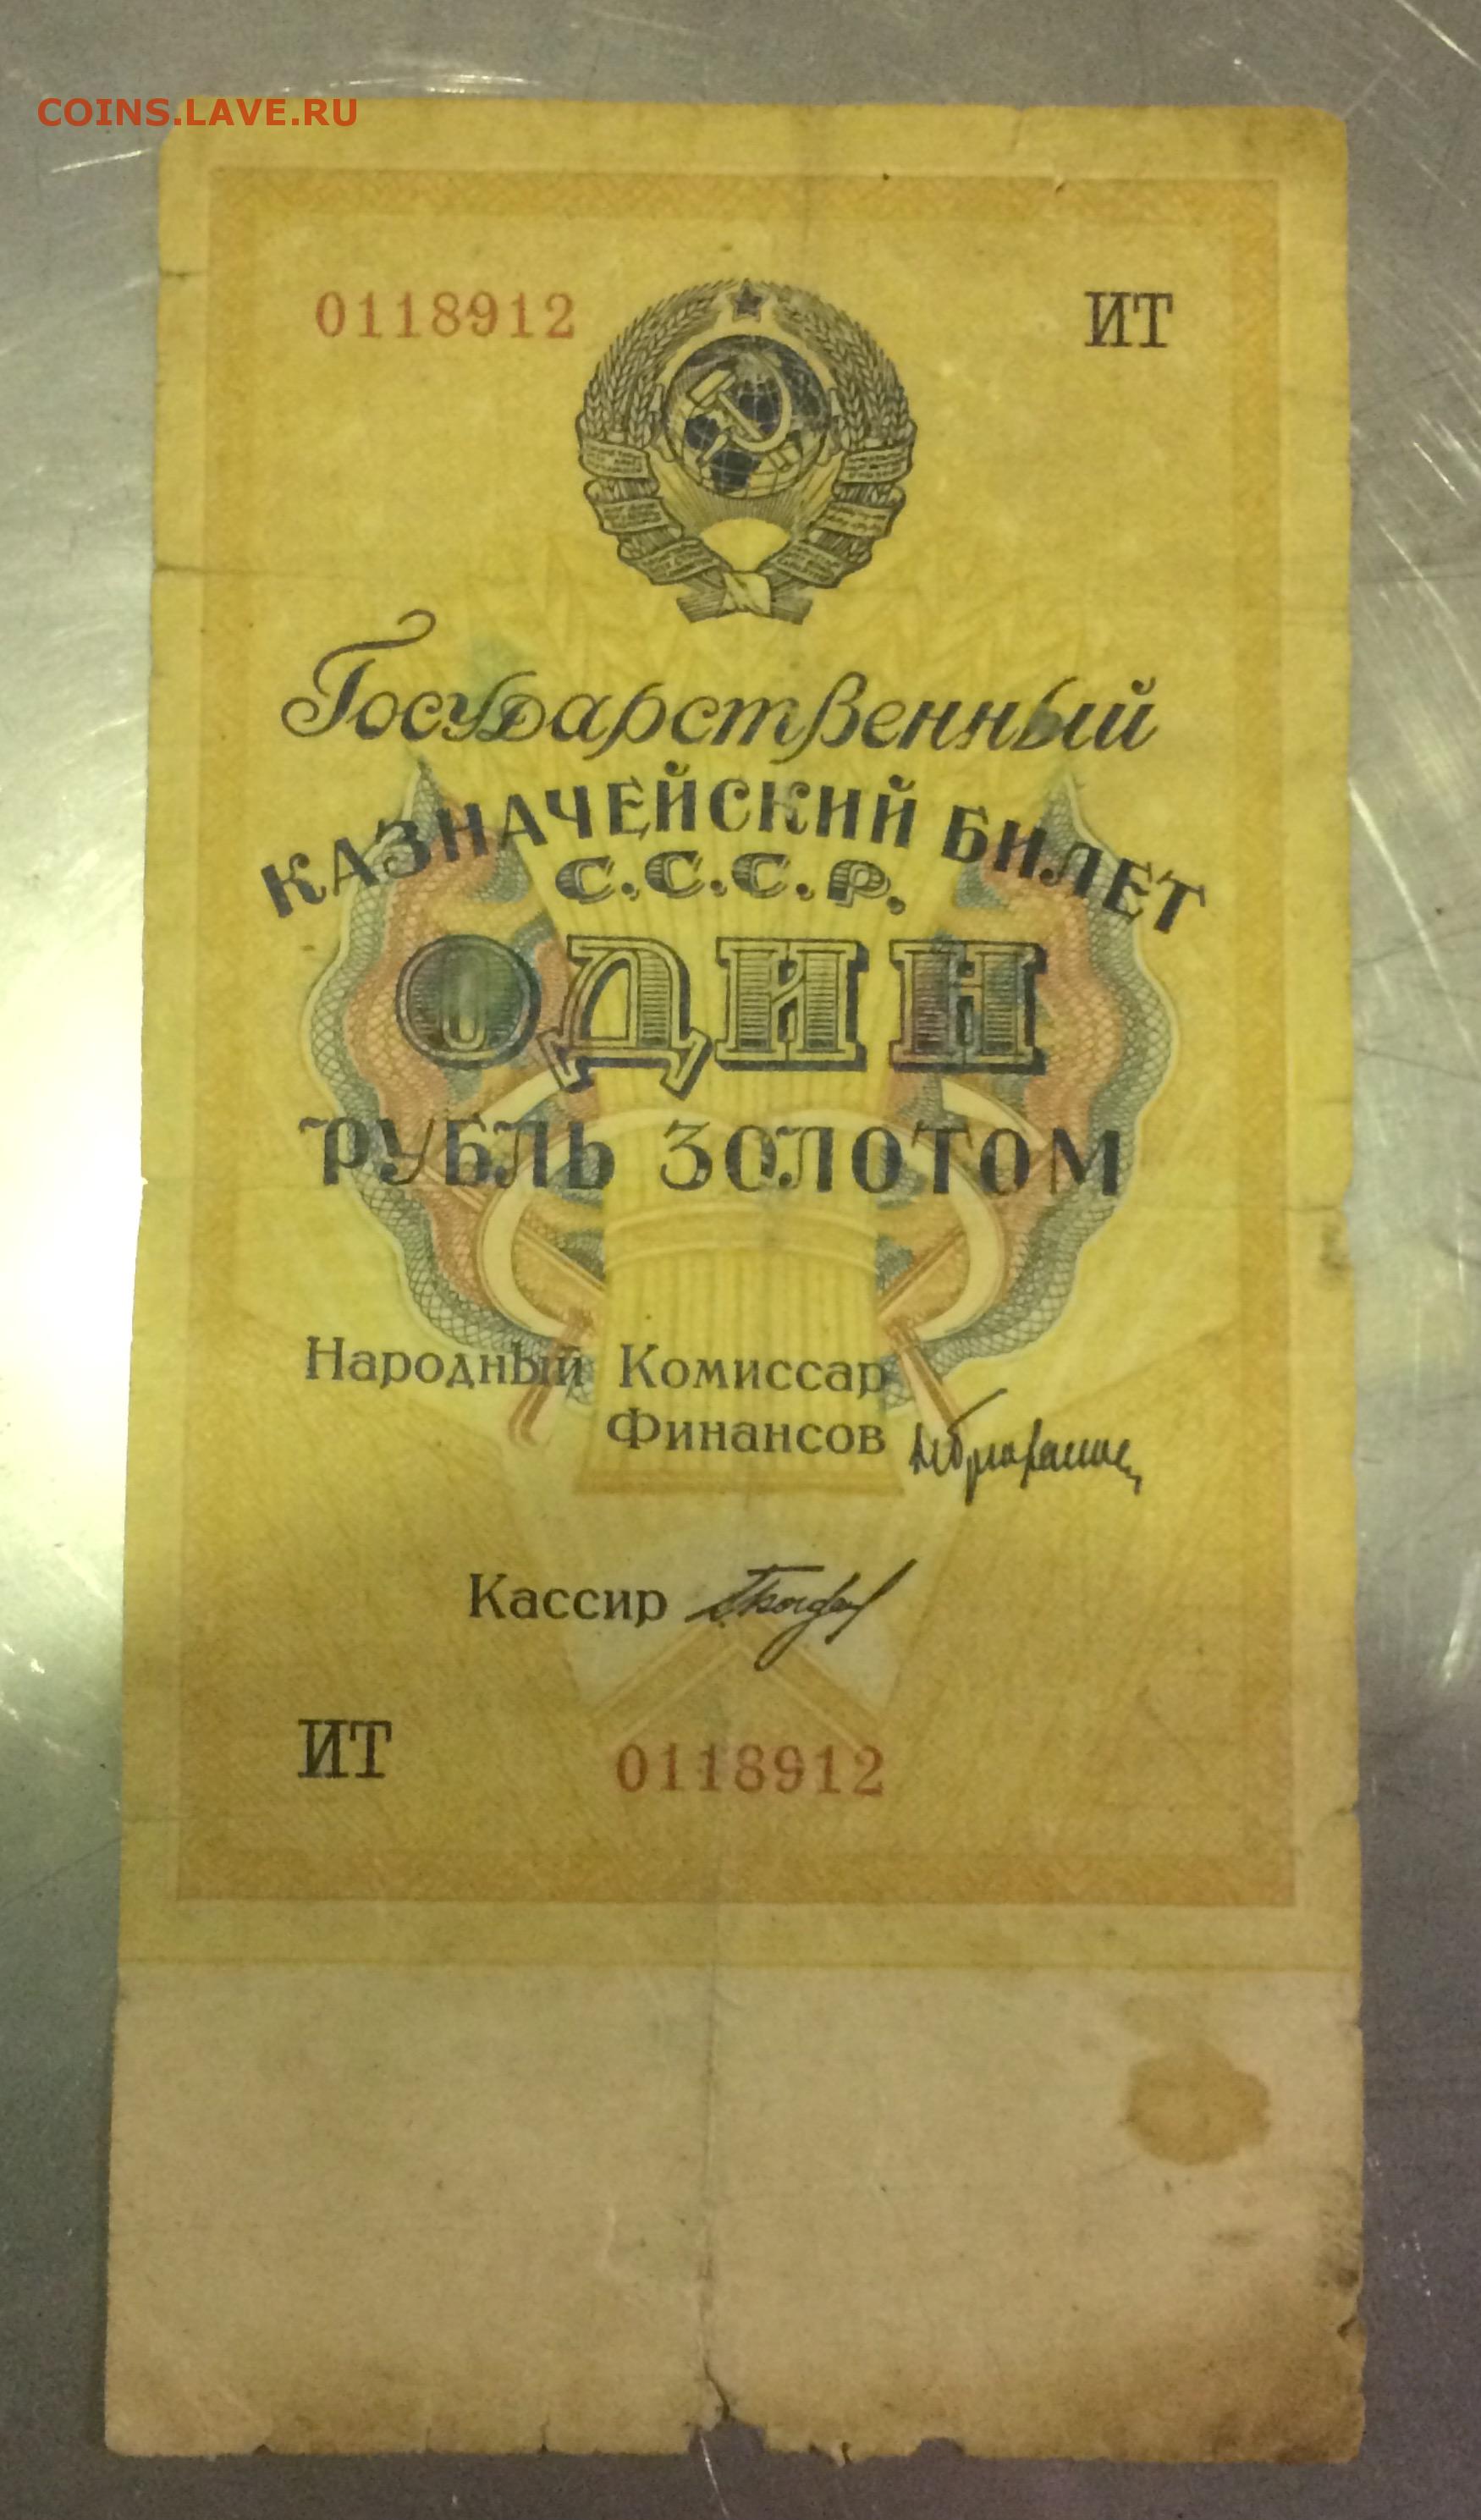 COINS.LAVE.RU
0118912 ИТ
Государственный
КАЗНАЧЕЙСКИЙ БИЛЕТ
С.С.С.Р.
ОДИН
РУБЛЬ ЗОЛОТОМ
Народный Комиссар
Финансов
Кассир
ИТ 0118912